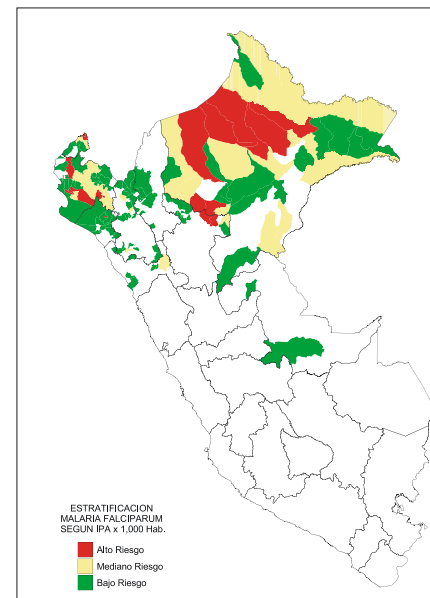 ESTRATIFICACION
MALARIA FALCIPARUM
SEGUN IPA x 1,000 Hab.
Alto Riesgo
Mediano Riesgo
Bajo Riesgo